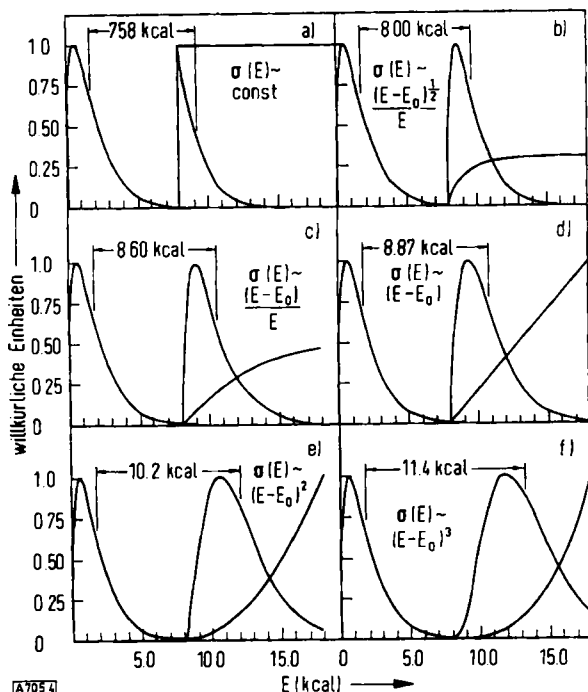 758 kcal
a)
σ(E)~
const
8.00 kcal
b)
σ(E)~
(E-E₀)^½
E
1.0
0.75
0.50
0.25
0
8.60 kcal
c)
σ(E)~
(E-E₀)
E
8.87 kcal
d)
σ(E)~
(E-E₀)
1.0
0.75
0.50
0.25
0
10.2 kcal
e)
σ(E)~
(E-E₀)²
11.4 kcal
f)
σ(E)~
(E-E₀)³
1.0
0.75
0.50
0.25
0
willkürliche Einheiten
5.0 10.0 15.0 0 5.0 10.0 15.0
E (kcal)
A705.4